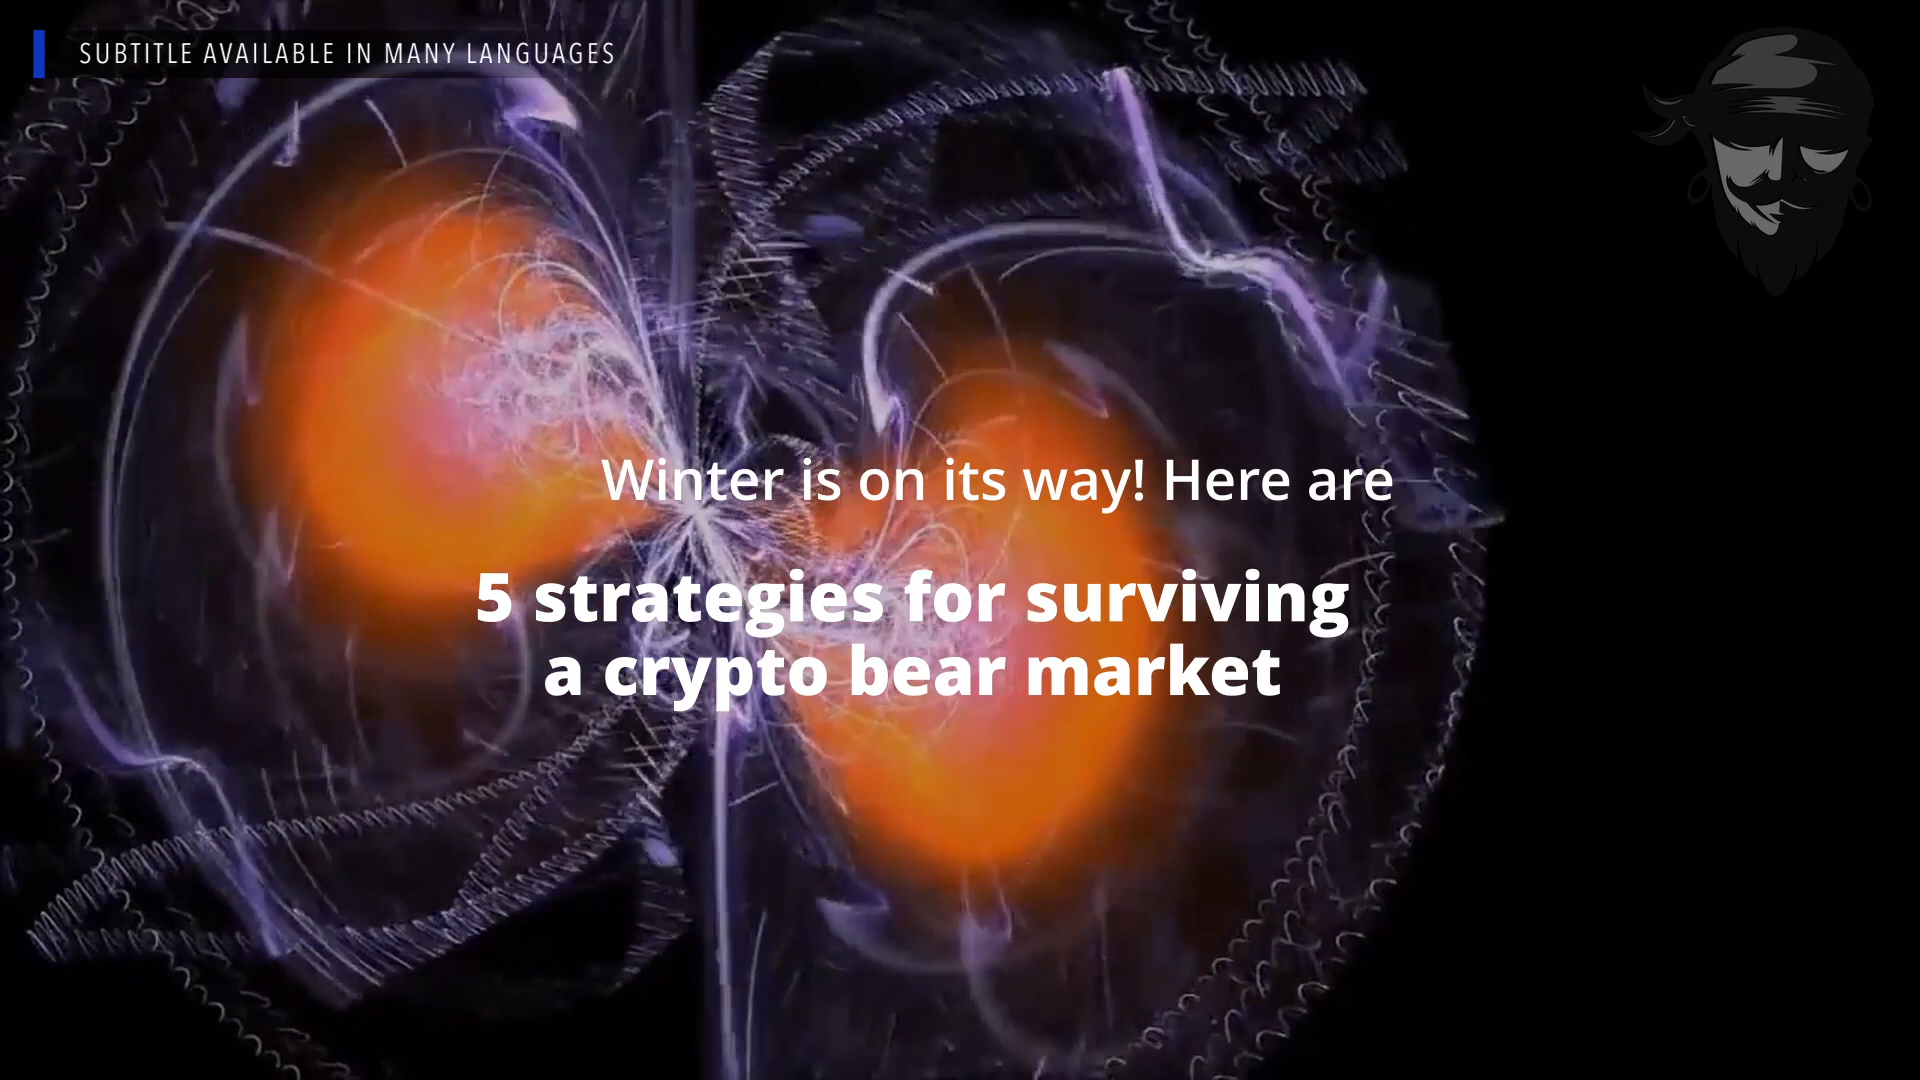 SUBTITLE AVAILABLE IN MANY LANGUAGES
Winter is on its way! Here are
5 strategies for surviving
a crypto bear market